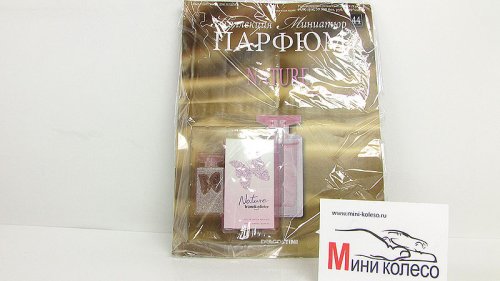 Коллекция Миниатюр
ПАРФЮМ
44
NATURE
Nature
DeAGOSTINI
www.mini-koleso.ru
Мини колесо